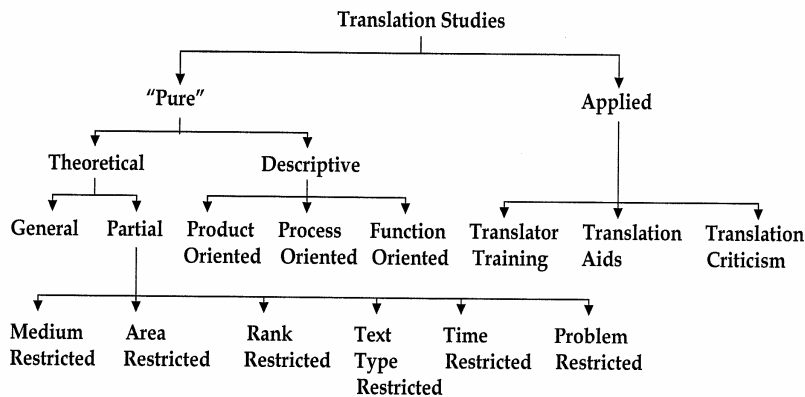 Translation Studies
“Pure”
Applied
Theoretical
Descriptive
General
Partial
Product
Oriented
Process
Oriented
Function
Oriented
Translator
Training
Translation
Aids
Translation
Criticism
Medium
Restricted
Area
Restricted
Rank
Restricted
Text
Type
Restricted
Time
Restricted
Problem
Restricted